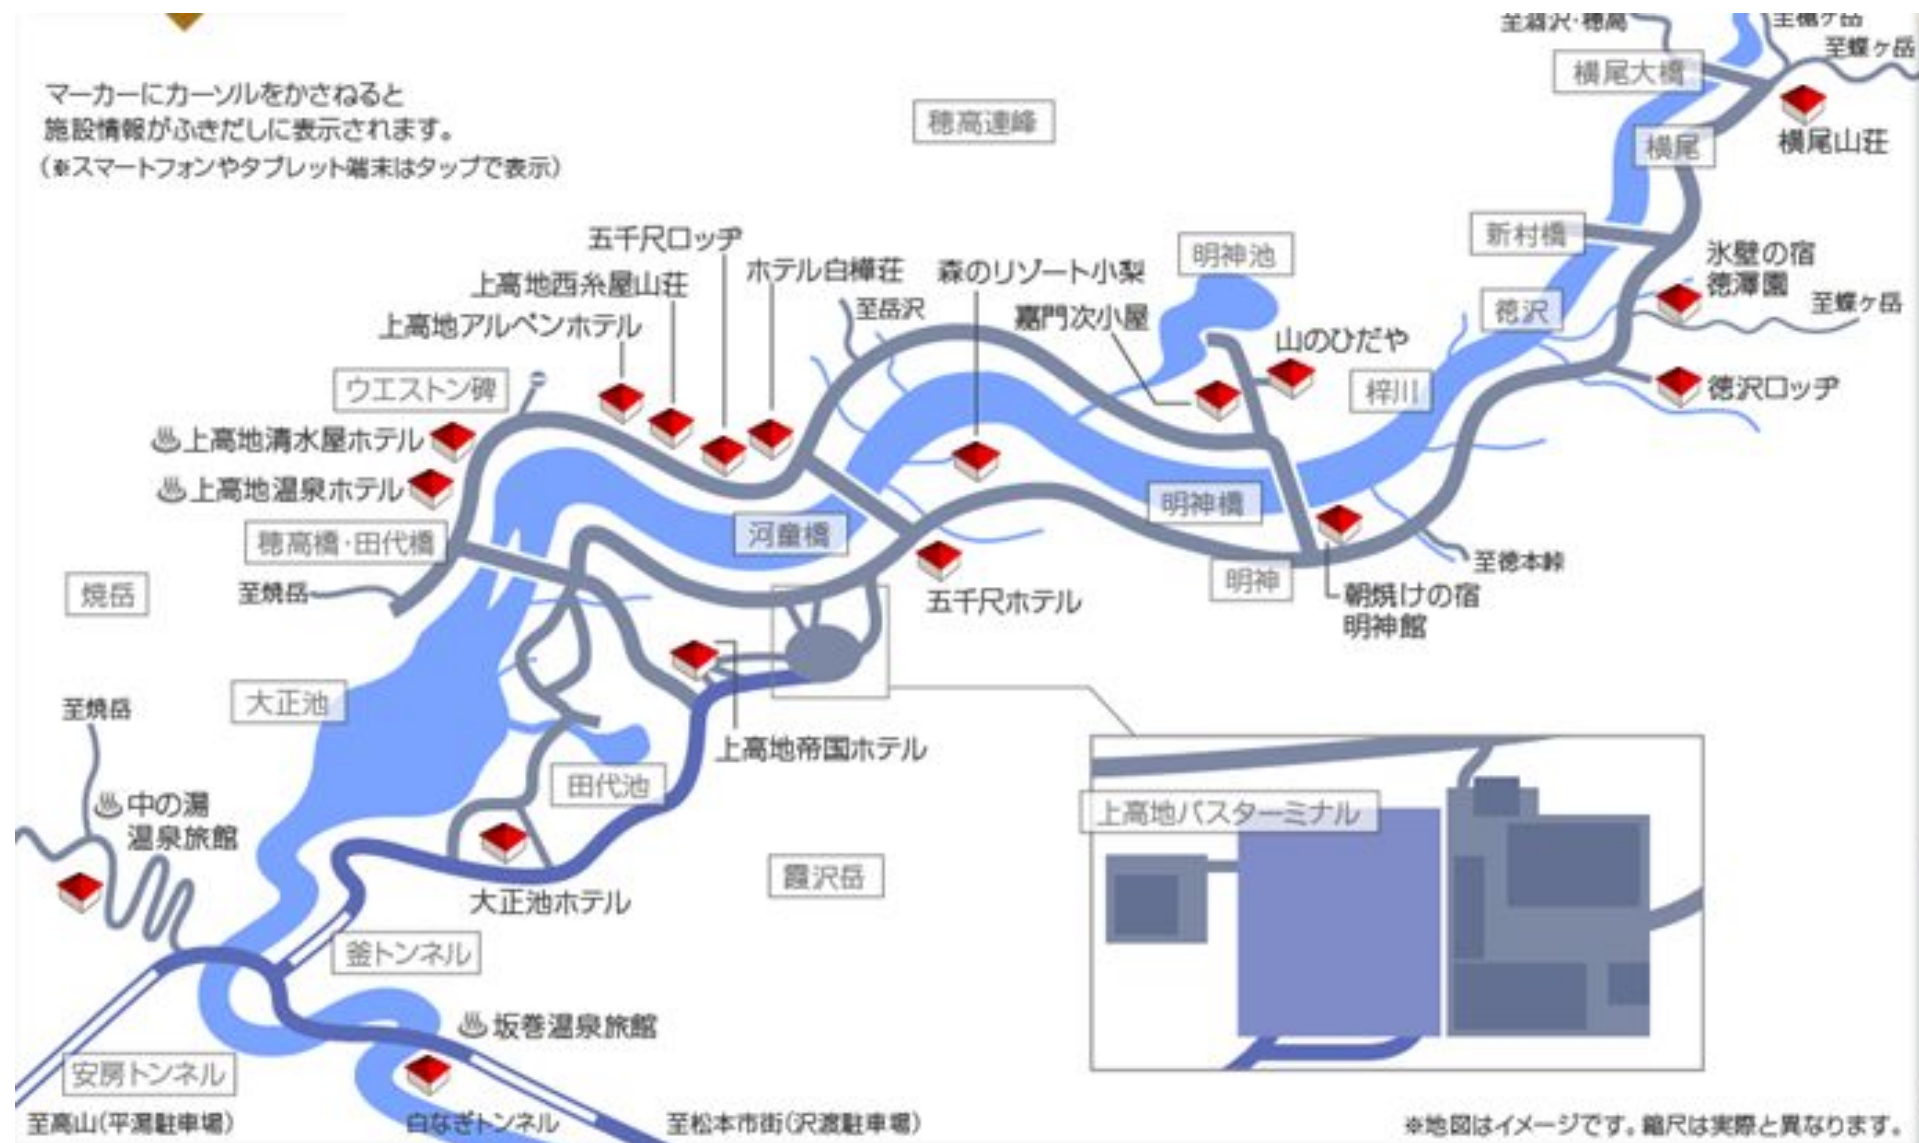 マーカーにカーソルをかさねると
施設情報がふきだしに表示されます。
(※スマートフォンやタブレット端末はタップで表示)
至涸沢・穂高
至槍ヶ岳
至蝶ヶ岳
横尾大橋
穂高連峰
横尾山荘
横尾
新村橋
氷壁の宿
徳澤園
至蝶ヶ岳
徳沢
徳沢ロッヂ
五千尺ロッヂ
上高地西糸屋山荘
上高地アルペンホテル
ホテル白樺荘
至岳沢
森のリゾート小梨
嘉門次小屋
明神池
山のひだや
梓川
ウエストン碑
上高地清水屋ホテル
上高地温泉ホテル
穂高橋・田代橋
河童橋
明神橋
至焼岳
焼岳
五千尺ホテル
明神
朝焼けの宿
明神館
至徳本峠
大正池
至焼岳
上高地帝国ホテル
田代池
中の湯
温泉旅館
上高地バスターミナル
霞沢岳
大正池ホテル
釜トンネル
坂巻温泉旅館
安房トンネル
至高山(平湯駐車場)
白なぎトンネル
至松本市街(沢渡駐車場)
※地図はイメージです。縮尺は実際と異なります。